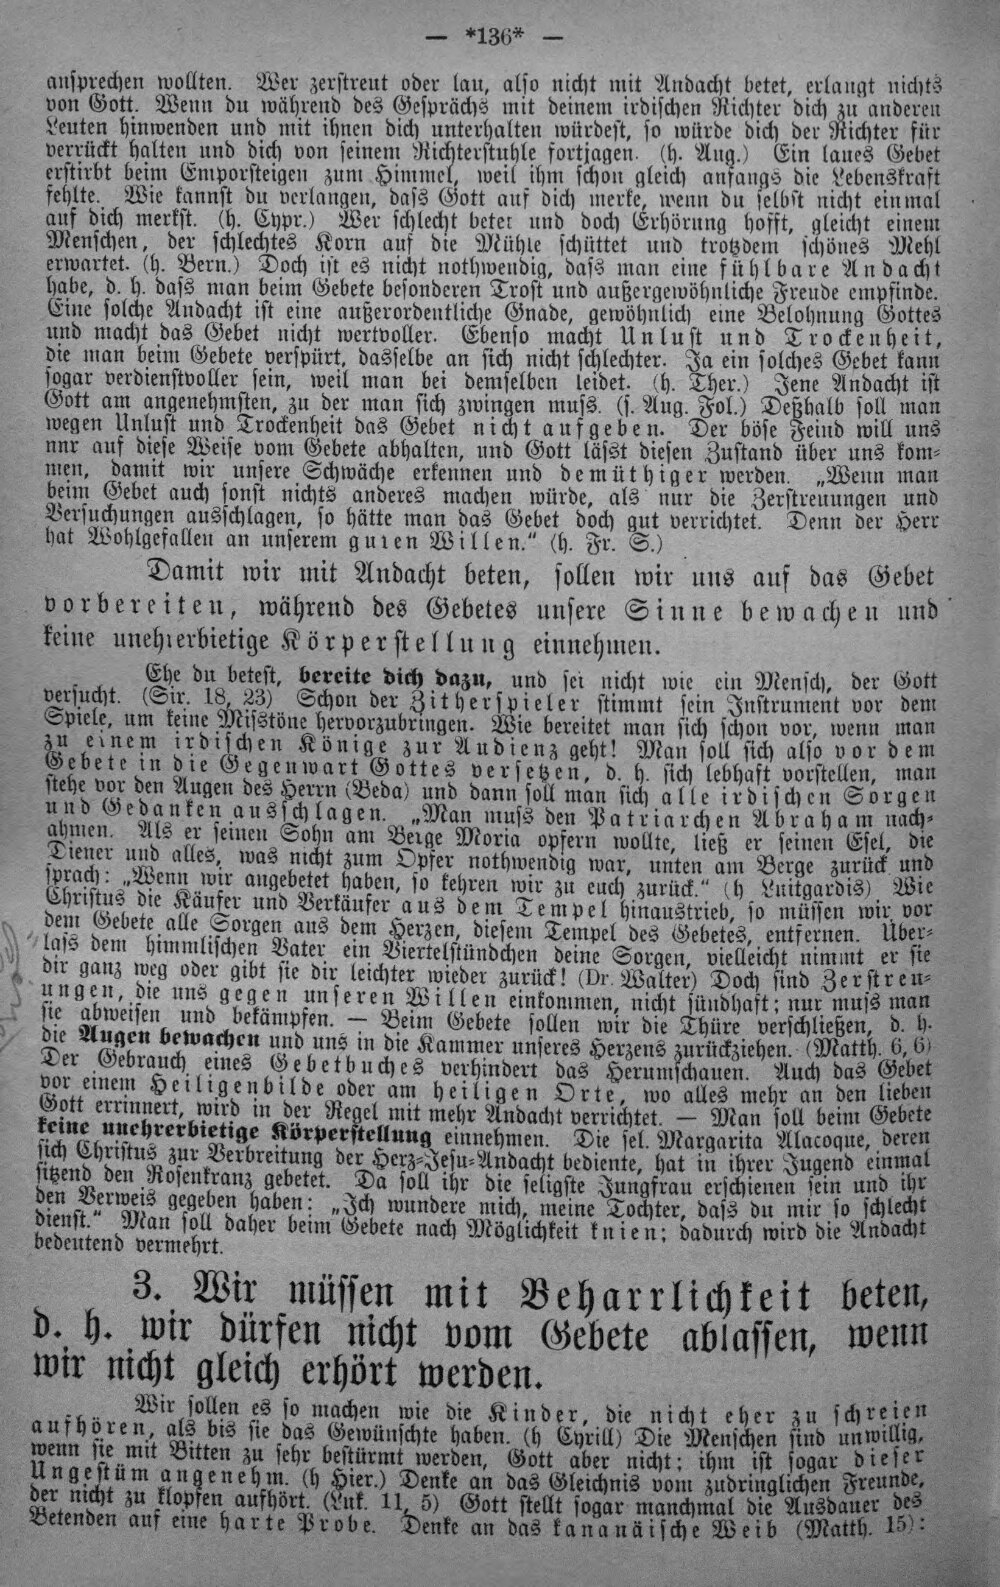 — *136* —
ansprechen wollten. Wer zerstreut oder lau, also nicht mit Andacht betet, erlangt nichts
von Gott. Wenn du während des Gesprächs mit deinem irdischen Richter dich zu anderen
Leuten hinwenden und mit ihnen dich unterhalten würdest, so würde dich der Richter für
verrückt halten und dich von seinem Richterstuhle fortjagen. (h. Aug.) Ein laues Gebet
erstirbt beim Emporsteigen zum Himmel, weil ihm schon gleich anfangs die Lebenskraft
fehlte. Wie kannst du verlangen, dass Gott auf dich merke, wenn du selbst nicht einmal
auf dich merkst. (h. Cypr.) Wer schlecht betet und doch Erhörung hofft, gleicht einem
Menschen, der schlechtes Korn auf die Mühle schüttet und trotzdem schönes Mehl
erwartet. (h. Bern.) Doch ist es nicht nothwendig, dass man eine fühlbare Andacht
habe, d. h. dass man beim Gebete besonderen Trost und außergewöhnliche Freude empfinde.
Eine solche Andacht ist eine außerordentliche Gnade, gewöhnlich eine Belohnung Gottes
und macht das Gebet nicht wertvoller. Ebenso macht Unlust und Trockenheit,
die man beim Gebete verspürt, dasselbe an sich nicht schlechter. Ja ein solches Gebet kann
sogar verdienstvoller sein, weil man bei demselben leidet. (h. Ther.) Jene Andacht ist
Gott am angenehmsten, zu der man sich zwingen muss. (s. Aug. Fol.) Deßhalb soll man
wegen Unlust und Trockenheit das Gebet nicht aufgeben. Der böse Feind will uns
nur auf diese Weise vom Gebete abhalten, und Gott lässt diesen Zustand über uns kom-
men, damit wir unsere Schwäche erkennen und demüthiger werden. „Wenn man
beim Gebet auch sonst nichts anderes machen würde, als nur die Zerstreuungen und
Versuchungen ausschlagen, so hätte man das Gebet doch gut verrichtet. Denn der Herr
hat Wohlgefallen an unserem guten Willen.“ (h. Fr. S.)
Damit wir mit Andacht beten, sollen wir uns auf das Gebet
vorbereiten, während des Gebetes unsere Sinne bewachen und
keine unehrerbietige Körperstellung einnehmen.
Ehe du betest, bereite dich dazu, und sei nicht wie ein Mensch, der Gott
versucht. (Sir. 18, 23) Schon der Zitherspieler stimmt sein Instrument vor dem
Spiele, um keine Misstöne hervorzubringen. Wie bereitet man sich schon vor, wenn man
zu einem irdischen Könige zur Audienz geht! Man soll sich also vor dem
Gebete in die Gegenwart Gottes versetzen, d. h. sich lebhaft vorstellen, man
stehe vor den Augen des Herrn (Beda) und dann soll man sich alle irdischen Sorgen
und Gedanken ausschlagen. „Man muss den Patriarchen Abraham nach-
ahmen. Als er seinen Sohn am Berge Moria opfern wollte, ließ er seinen Esel, die
Diener und alles, was nicht zum Opfer nothwendig war, unten am Berge zurück und
sprach: „Wenn wir angebetet haben, so kehren wir zu euch zurück.“ (h Luitgardis) Wie
Christus die Käufer und Verkäufer aus dem Tempel hinaustrieb, so müssen wir vor
dem Gebete alle Sorgen aus dem Herzen, diesem Tempel des Gebetes, entfernen. Über-
lass dem himmlischen Vater ein Viertelstündchen deine Sorgen, vielleicht nimmt er sie
dir ganz weg oder gibt sie dir leichter wieder zurück! (Dr. Walter) Doch sind Zerstreu-
ungen, die uns gegen unseren Willen einkommen, nicht sündhaft; nur muss man
sie abweisen und bekämpfen. — Beim Gebete sollen wir die Thüre verschließen, d. h.
die Augen bewachen und uns in die Kammer unseres Herzens zurückziehen. (Matth. 6, 6)
Der Gebrauch eines Gebetbuches verhindert das Herumschauen. Auch das Gebet
vor einem Heiligenbilde oder am heiligen Orte, wo alles mehr an den lieben
Gott errinnert, wird in der Regel mit mehr Andacht verrichtet. — Man soll beim Gebete
keine unehrerbietige Körperstellung einnehmen. Die sel. Margarita Alacoque, deren
sich Christus zur Verbreitung der Herz-Jesu-Andacht bediente, hat in ihrer Jugend einmal
sitzend den Rosenkranz gebetet. Da soll ihr die seligste Jungfrau erschienen sein und ihr
den Verweis gegeben haben: „Ich wundere mich, meine Tochter, dass du mir so schlecht
dienst.“ Man soll daher beim Gebete nach Möglichkeit knien; dadurch wird die Andacht
bedeutend vermehrt.
3. Wir müssen mit Beharrlichkeit beten,
d. h. wir dürfen nicht vom Gebete ablassen, wenn
wir nicht gleich erhört werden.
Wir sollen es so machen wie die Kinder, die nicht eher zu schreien
aufhören, als bis sie das Gewünschte haben. (h Cyrill) Die Menschen sind unwillig,
wenn sie mit Bitten zu sehr bestürmt werden, Gott aber nicht; ihm ist sogar dieser
Ungestüm angenehm. (h Hier.) Denke an das Gleichnis vom zudringlichen Freunde,
der nicht zu klopfen aufhört. (Luk. 11, 5) Gott stellt sogar manchmal die Ausdauer des
Betenden auf eine harte Probe. Denke an das kananäische Weib (Matth. 15):